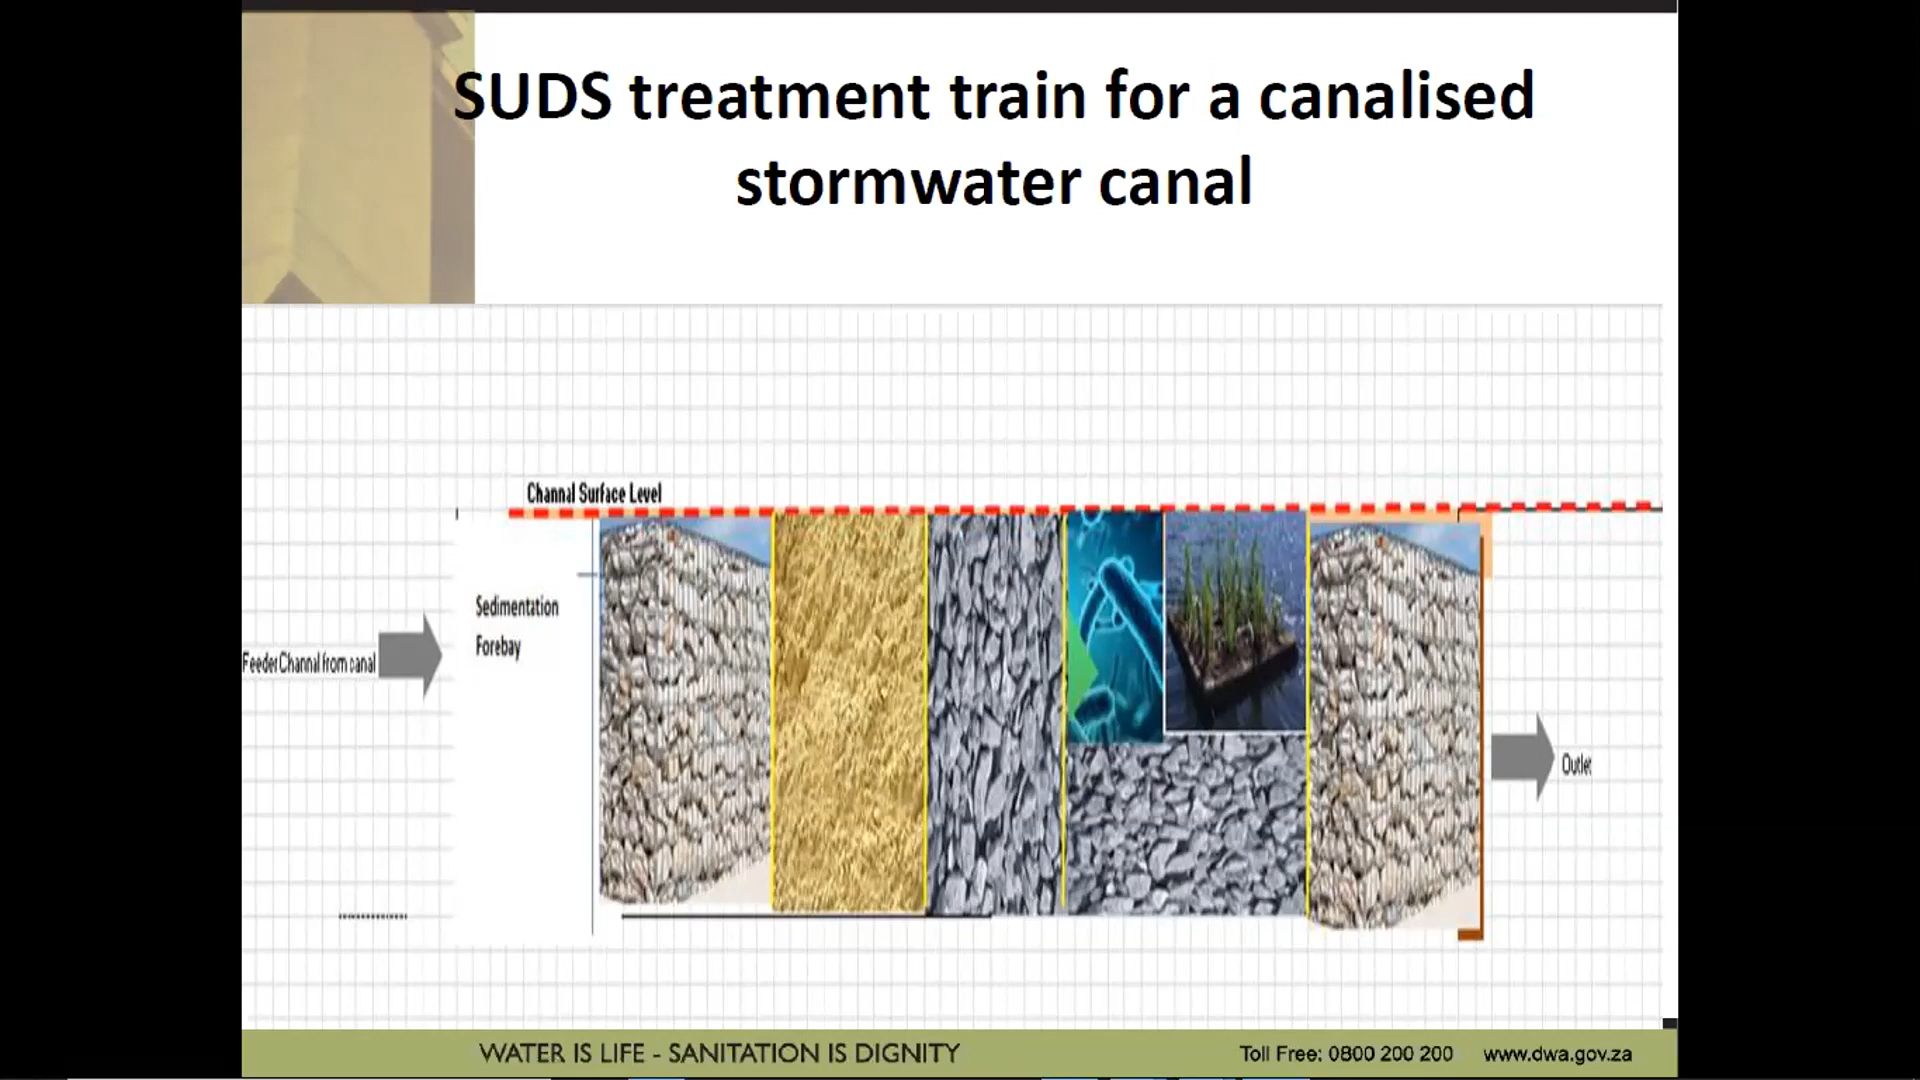 SUDS treatment train for a canalised
stormwater canal
Channal Surface Level
Sedimentation
Forebay
Feeder Channal from canal
Outlet
WATER IS LIFE - SANITATION IS DIGNITY
Toll Free: 0800 200 200
www.dwa.gov.za